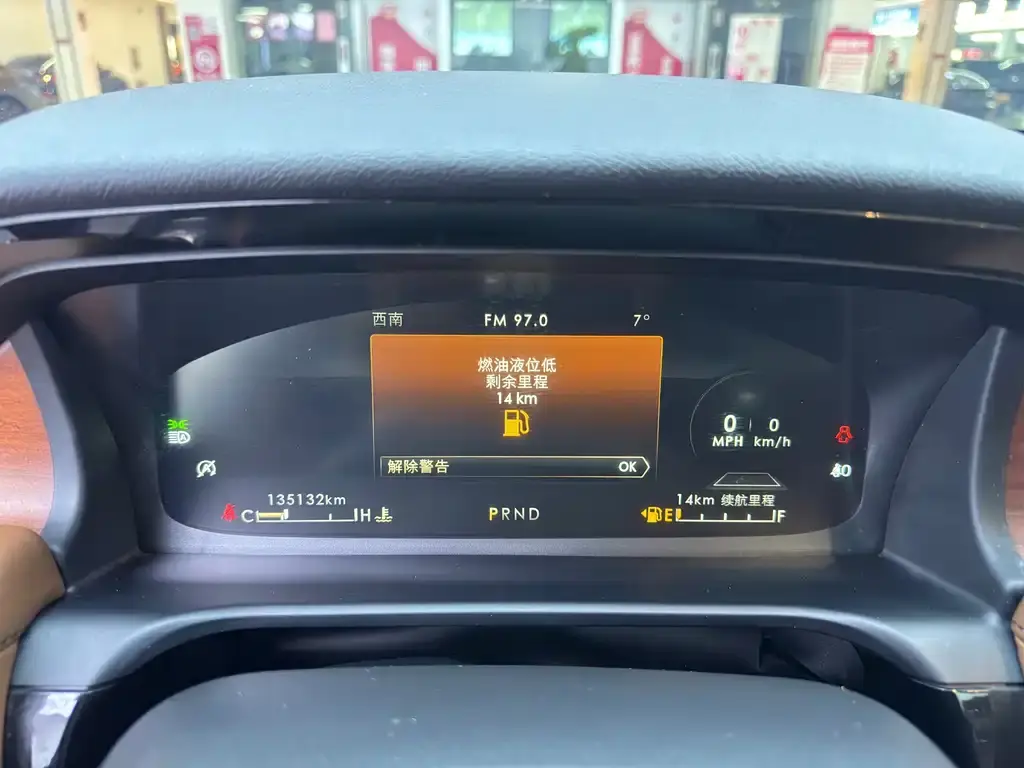 西南 FM 97.0 7°
燃油液位低
剩余里程
14 km
解除警告 OK
0 0
MPH km/h
135132km
14km 续航里程
C H
PRND
E F